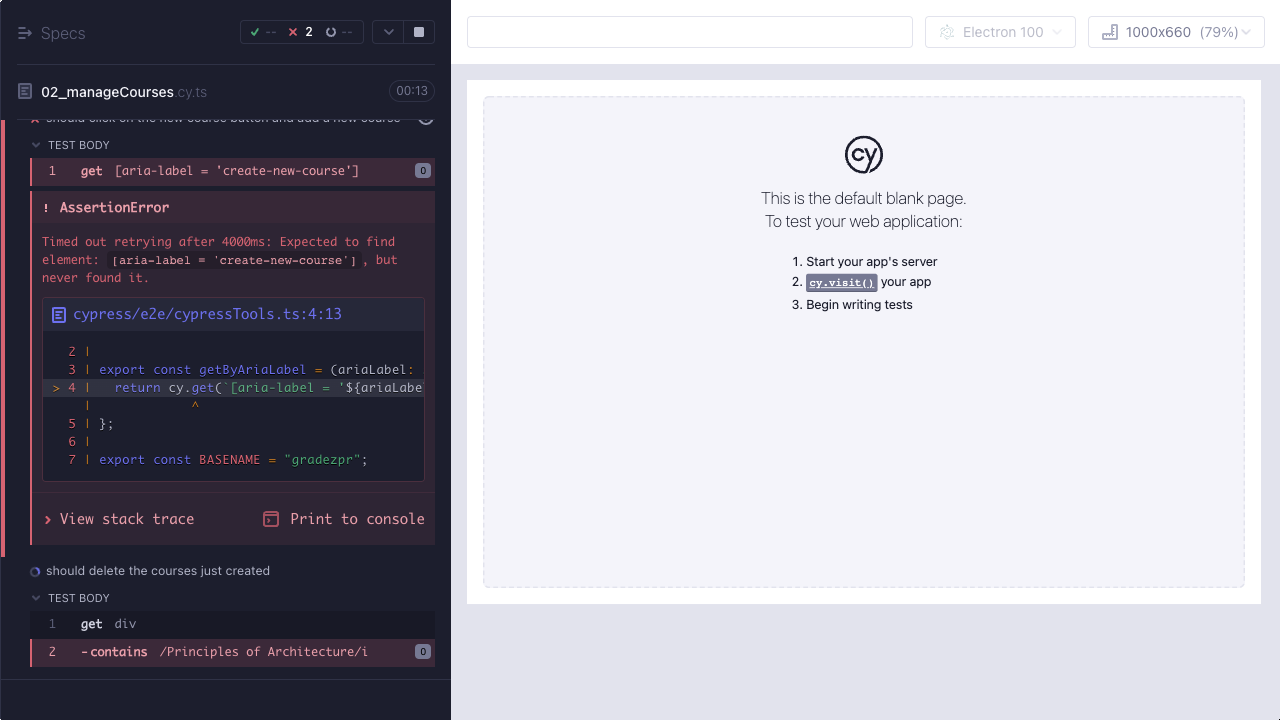 Specs
-- 2 --
02_manageCourses.cy.ts 00:13
should click on the new course button and add a new course
TEST BODY
1 get [aria-label = 'create-new-course'] 0
! AssertionError
Timed out retrying after 4000ms: Expected to find
element: [aria-label = 'create-new-course'], but
never found it.
cypress/e2e/cypressTools.ts:4:13
2 |
3 | export const getByAriaLabel = (ariaLabel:
> 4 |   return cy.get(`[aria-label = '${ariaLabe
|             ^
5 | };
6 |
7 | export const BASENAME = "gradezpr";
View stack trace
Print to console
should delete the courses just created
TEST BODY
1 get div
2 -contains /Principles of Architecture/i 0
Electron 100
1000x660 (79%)
cy
This is the default blank page.
To test your web application:
1. Start your app's server
2. cy.visit() your app
3. Begin writing tests